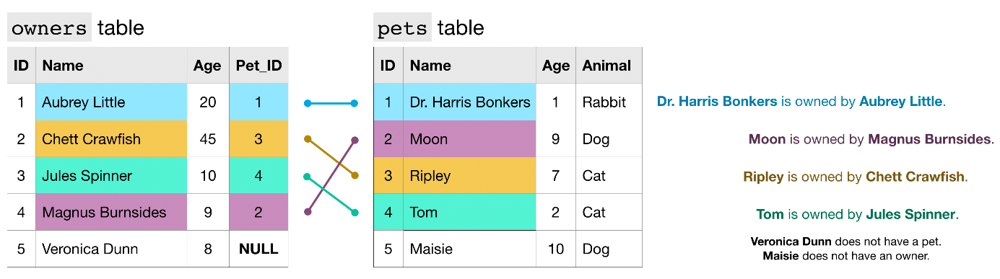 owners table
ID Name Age Pet_ID
1 Aubrey Little 20 1
2 Chett Crawfish 45 3
3 Jules Spinner 10 4
4 Magnus Burnsides 9 2
5 Veronica Dunn 8 NULL
pets table
ID Name Age Animal
1 Dr. Harris Bonkers 1 Rabbit
2 Moon 9 Dog
3 Ripley 7 Cat
4 Tom 2 Cat
5 Maisie 10 Dog
Dr. Harris Bonkers is owned by Aubrey Little.
Moon is owned by Magnus Burnsides.
Ripley is owned by Chett Crawfish.
Tom is owned by Jules Spinner.
Veronica Dunn does not have a pet.
Maisie does not have an owner.